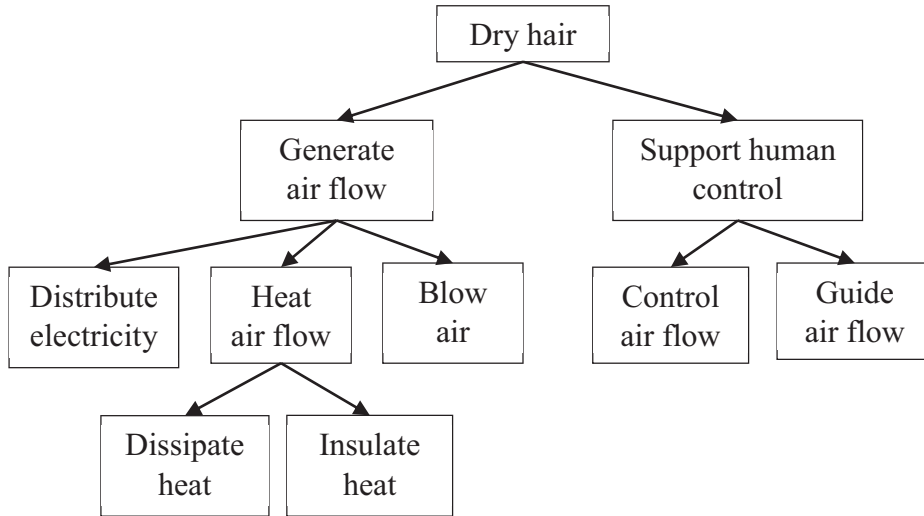 Dry hair
Generate
air flow
Support human
control
Distribute
electricity
Heat
air flow
Blow
air
Control
air flow
Guide
air flow
Dissipate
heat
Insulate
heat